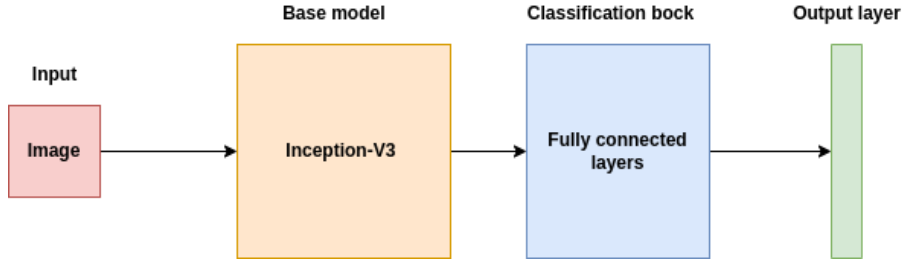 Base model
Classification bock
Output layer
Input
Image
Inception-V3
Fully connected
layers